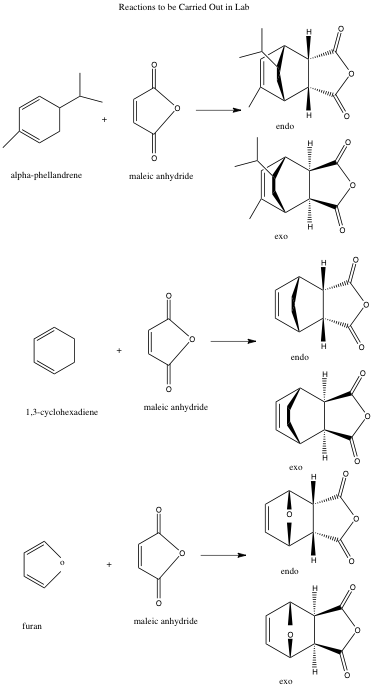 Reactions to be Carried Out in Lab
H
O
O
O
H
endo
O
O
O
+
alpha-phellandrene
maleic anhydride
H
O
O
O
H
exo
H
O
O
O
H
endo
O
O
O
+
1,3-cyclohexadiene
maleic anhydride
H
O
O
O
H
exo
H
O
O
O
O
H
endo
o
O
O
O
+
furan
maleic anhydride
H
O
O
O
O
H
exo